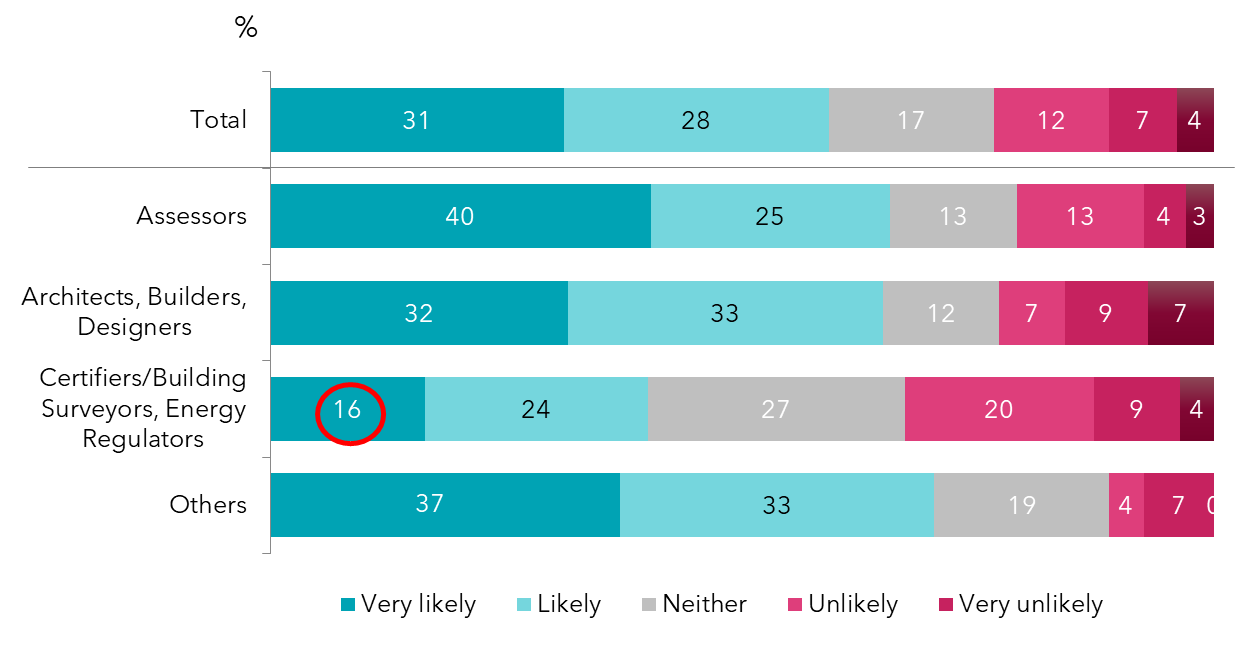 %
Total
31 28 17 12 7 4
Assessors
40 25 13 13 4 3
Architects, Builders,
Designers
32 33 12 7 9 7
Certifiers/Building
Surveyors, Energy
Regulators
16 24 27 20 9 4
Others
37 33 19 4 7 0
Very likely Likely Neither Unlikely Very unlikely